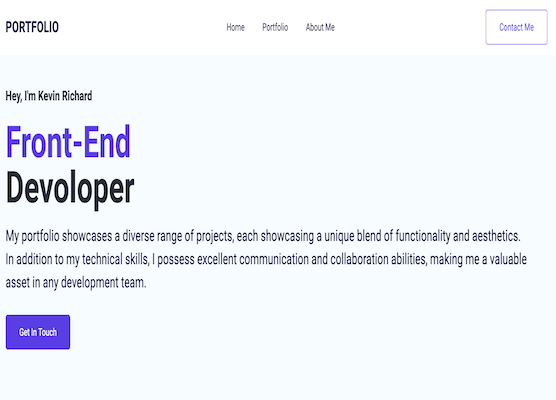 PORTFOLIO
Home Portfolio About Me
Contact Me
Hey, I'm Kevin Richard
Front-End
Devoloper
My portfolio showcases a diverse range of projects, each showcasing a unique blend of functionality and aesthetics.
In addition to my technical skills, I possess excellent communication and collaboration abilities, making me a valuable
asset in any development team.
Get In Touch